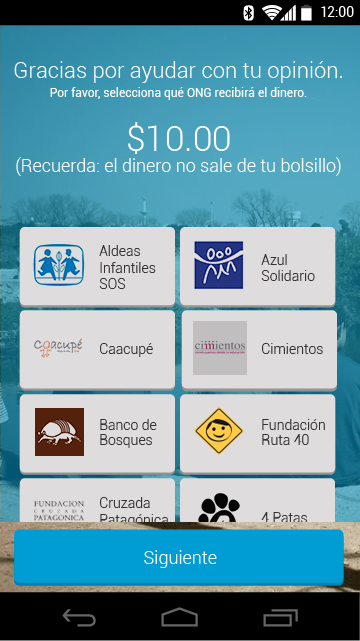 12:00
Gracias por ayudar con tu opinión.
Por favor, selecciona qué ONG recibirá el dinero.
$10.00
(Recuerda: el dinero no sale de tu bolsillo)
Aldeas
Infantiles
SOS
Azul
Solidario
Coacupé
Caacupé
cimientos
Cimientos
Banco de
Bosques
Fundación
Ruta 40
FUNDACION
CRUZADA
PATAGONICA
Cruzada
Patagónica
4 Patas
Siguiente